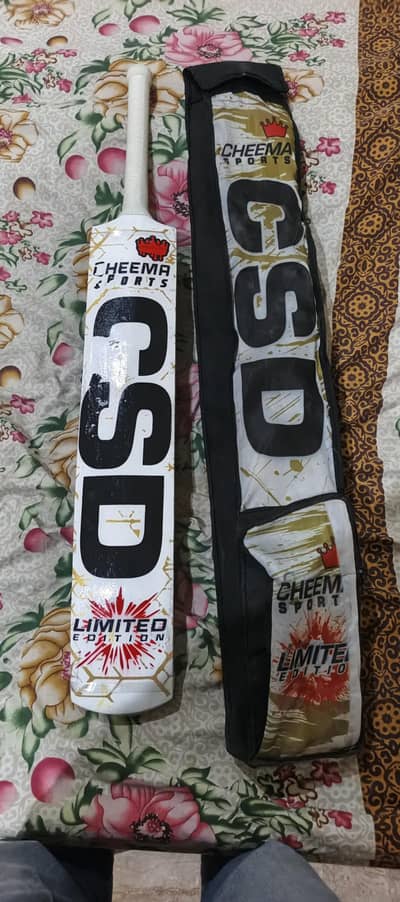 CHEEMA
SPORTS
CSD
LIMITED
EDITION
CHEEMA
SPORTS
CSD
CHEEM
SPORT
LIMITE
EDITIO